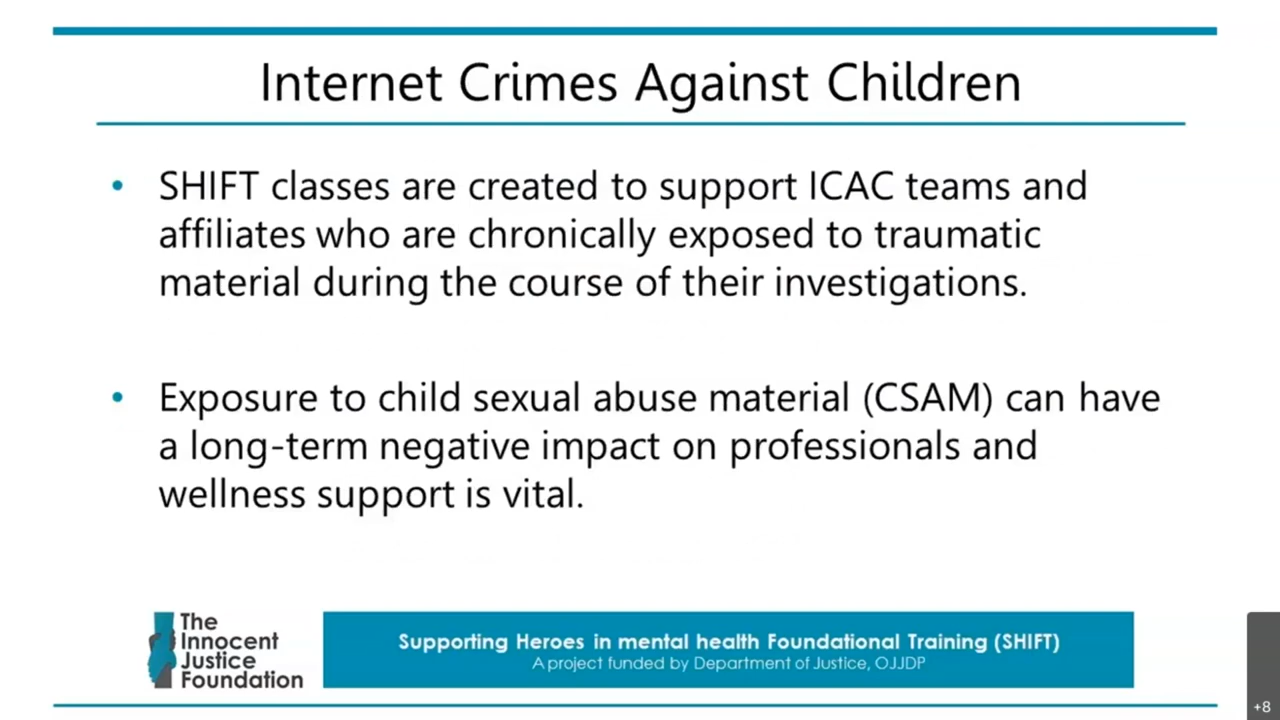 Internet Crimes Against Children
• SHIFT classes are created to support ICAC teams and
affiliates who are chronically exposed to traumatic
material during the course of their investigations.
• Exposure to child sexual abuse material (CSAM) can have
a long-term negative impact on professionals and
wellness support is vital.
The
Innocent
Justice
Foundation
Supporting Heroes in mental health Foundational Training (SHIFT)
A project funded by Department of Justice, OJJDP
+8